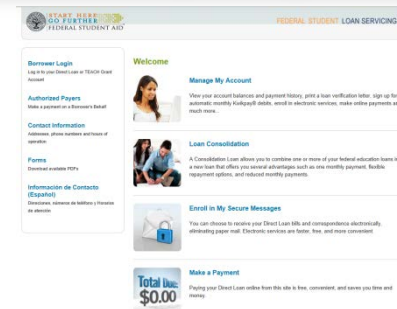 START HERE
GO FURTHER
FEDERAL STUDENT AID
FEDERAL STUDENT LOAN SERVICING
Borrower Login
Log in to your Direct Loan or TEACH Grant
Account
Authorized Payers
Make a payment on a Borrower's Behalf
Contact Information
Addresses, phone numbers and hours of
operation
Forms
Download available PDFs
Información de Contacto
(Español)
Direcciones, números de teléfono y Horarios
de atención
Welcome
Manage My Account
View your account balances and payment history, print a loan verification letter, sign up for
automatic monthly Kwikpay® debits, enroll in electronic services, make online payments an
much more..
Loan Consolidation
A Consolidation Loan allows you to combine one or more of your federal education loans in
a new loan that offers you several advantages such as one monthly payment, flexible
repayment options, and reduced monthly payments.
Enroll in My Secure Messages
You can choose to receive your Direct Loan bills and correspondence electronically,
eliminating paper mail. Electronic services are faster, free, and more convenient
Total Due:
$0.00
Make a Payment
Paying your Direct Loan online from this site is free, convenient, and saves you time and
money.